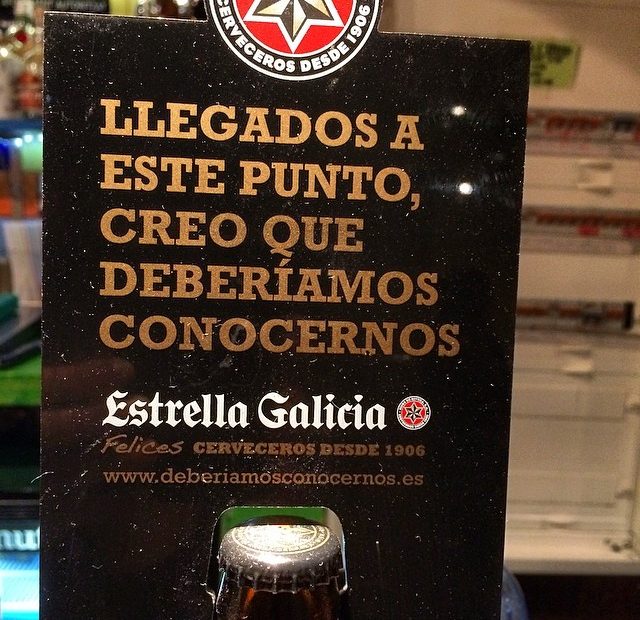 CERVECEROS DESDE 1906
LLEGADOS A
ESTE PUNTO,
CREO QUE
DEBERÍAMOS
CONOCERNOS
Estrella Galicia
Felices CERVECEROS DESDE 1906
www.deberiamosconocernos.es